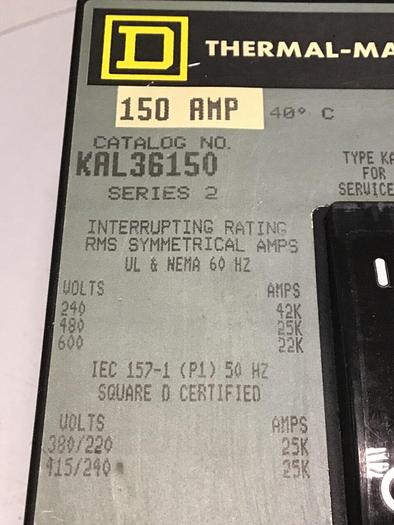 D THERMAL-MA
150 AMP 40° C
CATALOG NO.
KAL36150
SERIES 2
TYPE KA
FOR
SERVICE
INTERRUPTING RATING
RMS SYMMETRICAL AMPS
UL & NEMA 60 HZ
VOLTS AMPS
240 42K
480 25K
600 22K
IEC 157-1 (P1) 50 HZ
SQUARE D CERTIFIED
VOLTS AMPS
380/220 25K
415/240 25K